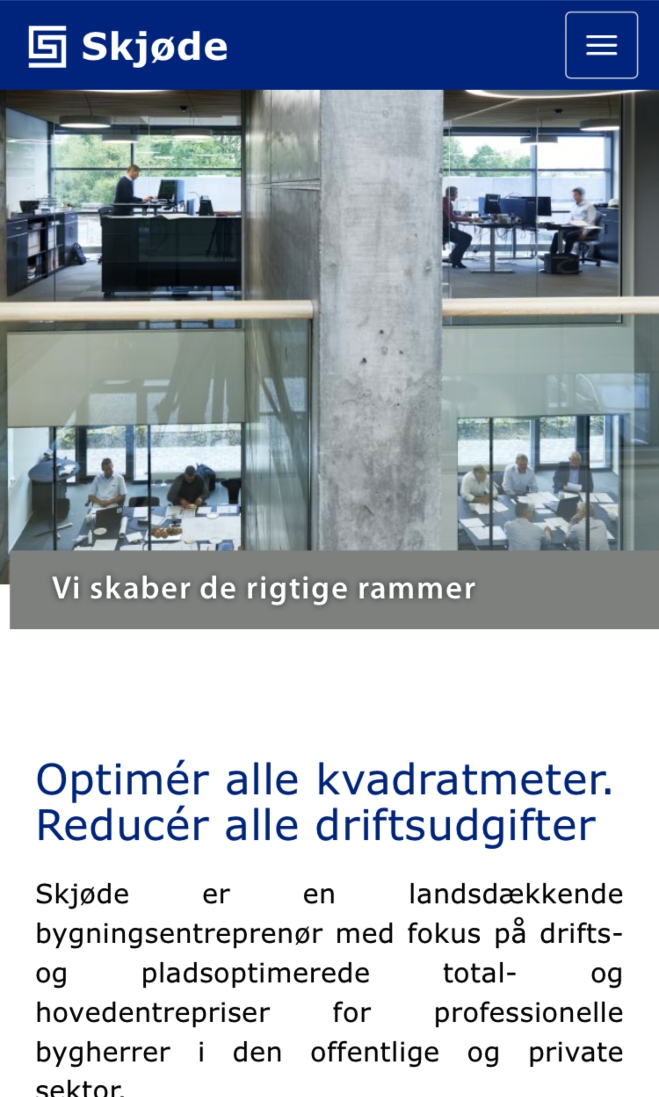 Skjøde
Vi skaber de rigtige rammer
Optimér alle kvadratmeter.
Reducér alle driftsudgifter
Skjøde er en landsdækkende
bygningsentreprenør med fokus på drifts-
og pladsoptimerede total- og
hovedentrepriser for professionelle
bygherrer i den offentlige og private
sektor.